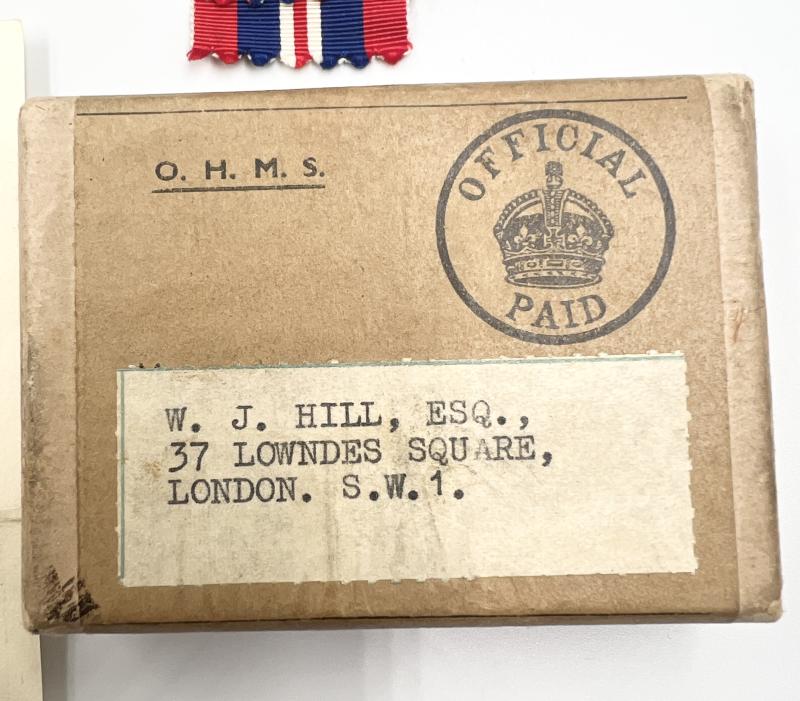 O. H. M. S.
OFFICIAL
PAID
W. J. HILL, ESQ.,
37 LOWNDES SQUARE,
LONDON. S.W.1.